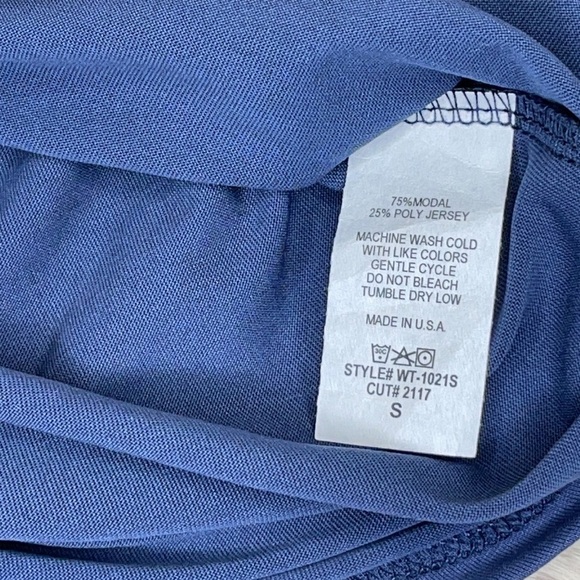 75%MODAL
25% POLY JERSEY
MACHINE WASH COLD
WITH LIKE COLORS
GENTLE CYCLE
DO NOT BLEACH
TUMBLE DRY LOW
MADE IN U.S.A.
STYLE# WT-1021S
CUT# 2117
S